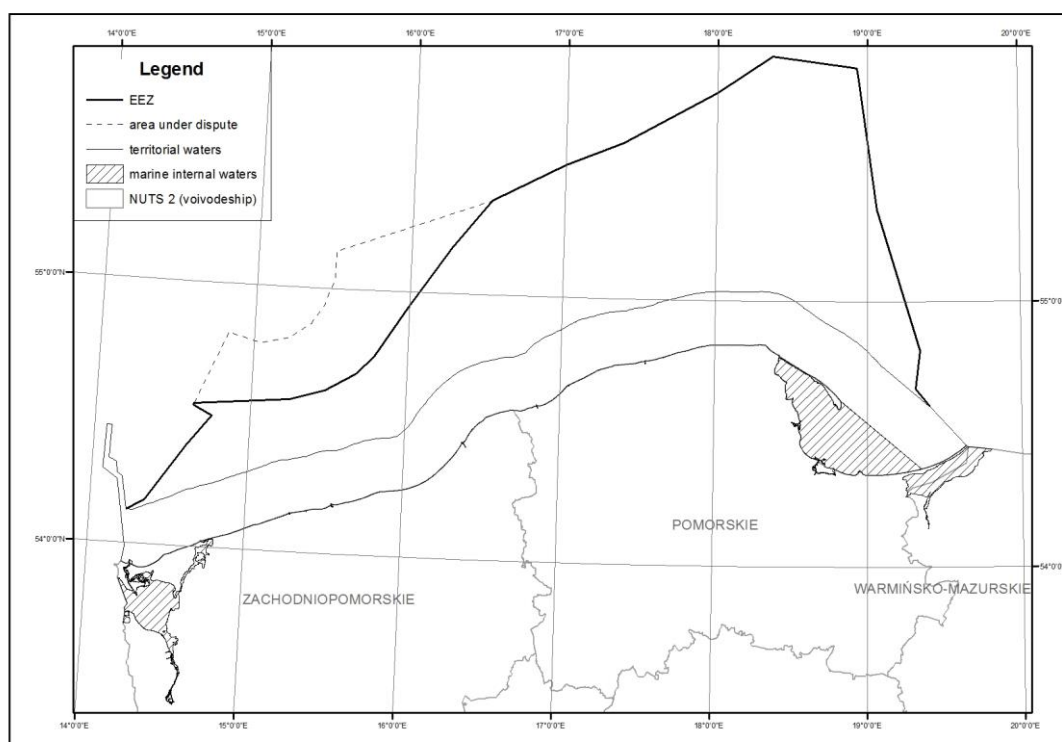 14°0'0"E 15°0'0"E 16°0'0"E 17°0'0"E 18°0'0"E 19°0'0"E 20°0'0"E
Legend
EEZ
area under dispute
territorial waters
marine internal waters
NUTS 2 (voivodeship)
55°0'0"N
55°0'0"N
54°0'0"N
54°0'0"N
POMORSKIE
ZACHODNIOPOMORSKIE
WARMIŃSKO-MAZURSKIE
14°0'0"E 15°0'0"E 16°0'0"E 17°0'0"E 18°0'0"E 19°0'0"E 20°0'0"E